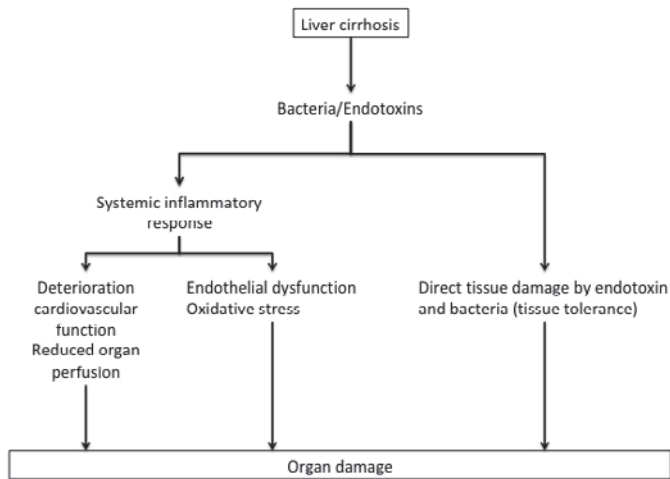 Liver cirrhosis
Bacteria/Endotoxins
Systemic inflammatory
response
Deterioration
cardiovascular
function
Reduced organ
perfusion
Endothelial dysfunction
Oxidative stress
Direct tissue damage by endotoxin
and bacteria (tissue tolerance)
Organ damage